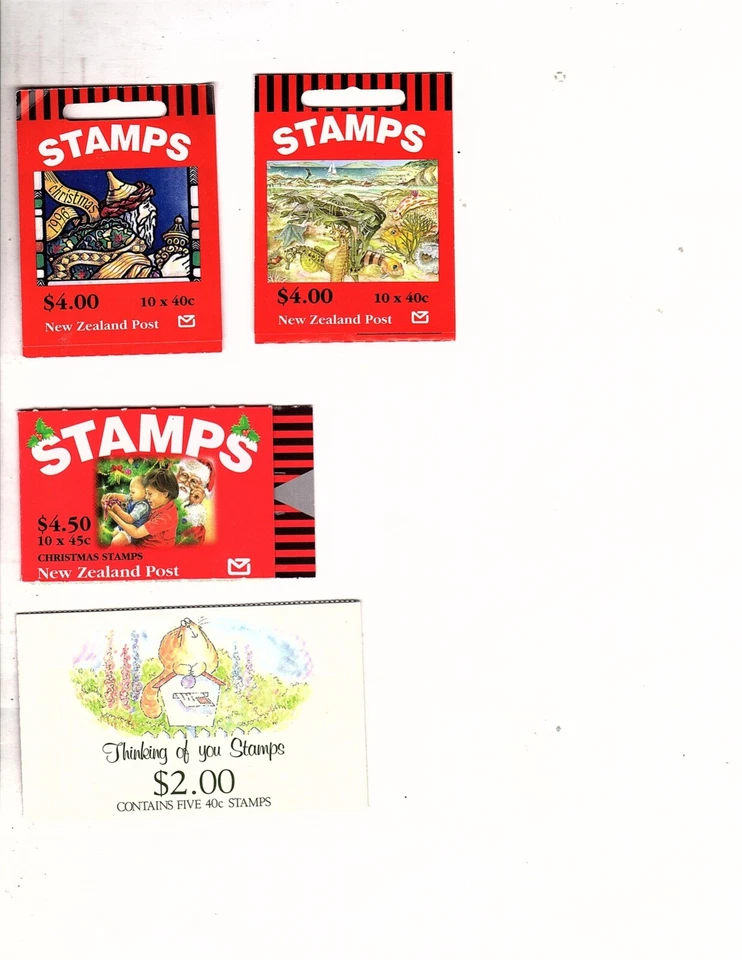 STAMPS
Christmas
1996
$4.00 10 x 40c
New Zealand Post
STAMPS
$4.00 10 x 40c
New Zealand Post
STAMPS
$4.50
10 x 45c
CHRISTMAS STAMPS
New Zealand Post
Thinking of you Stamps
$2.00
CONTAINS FIVE 40c STAMPS